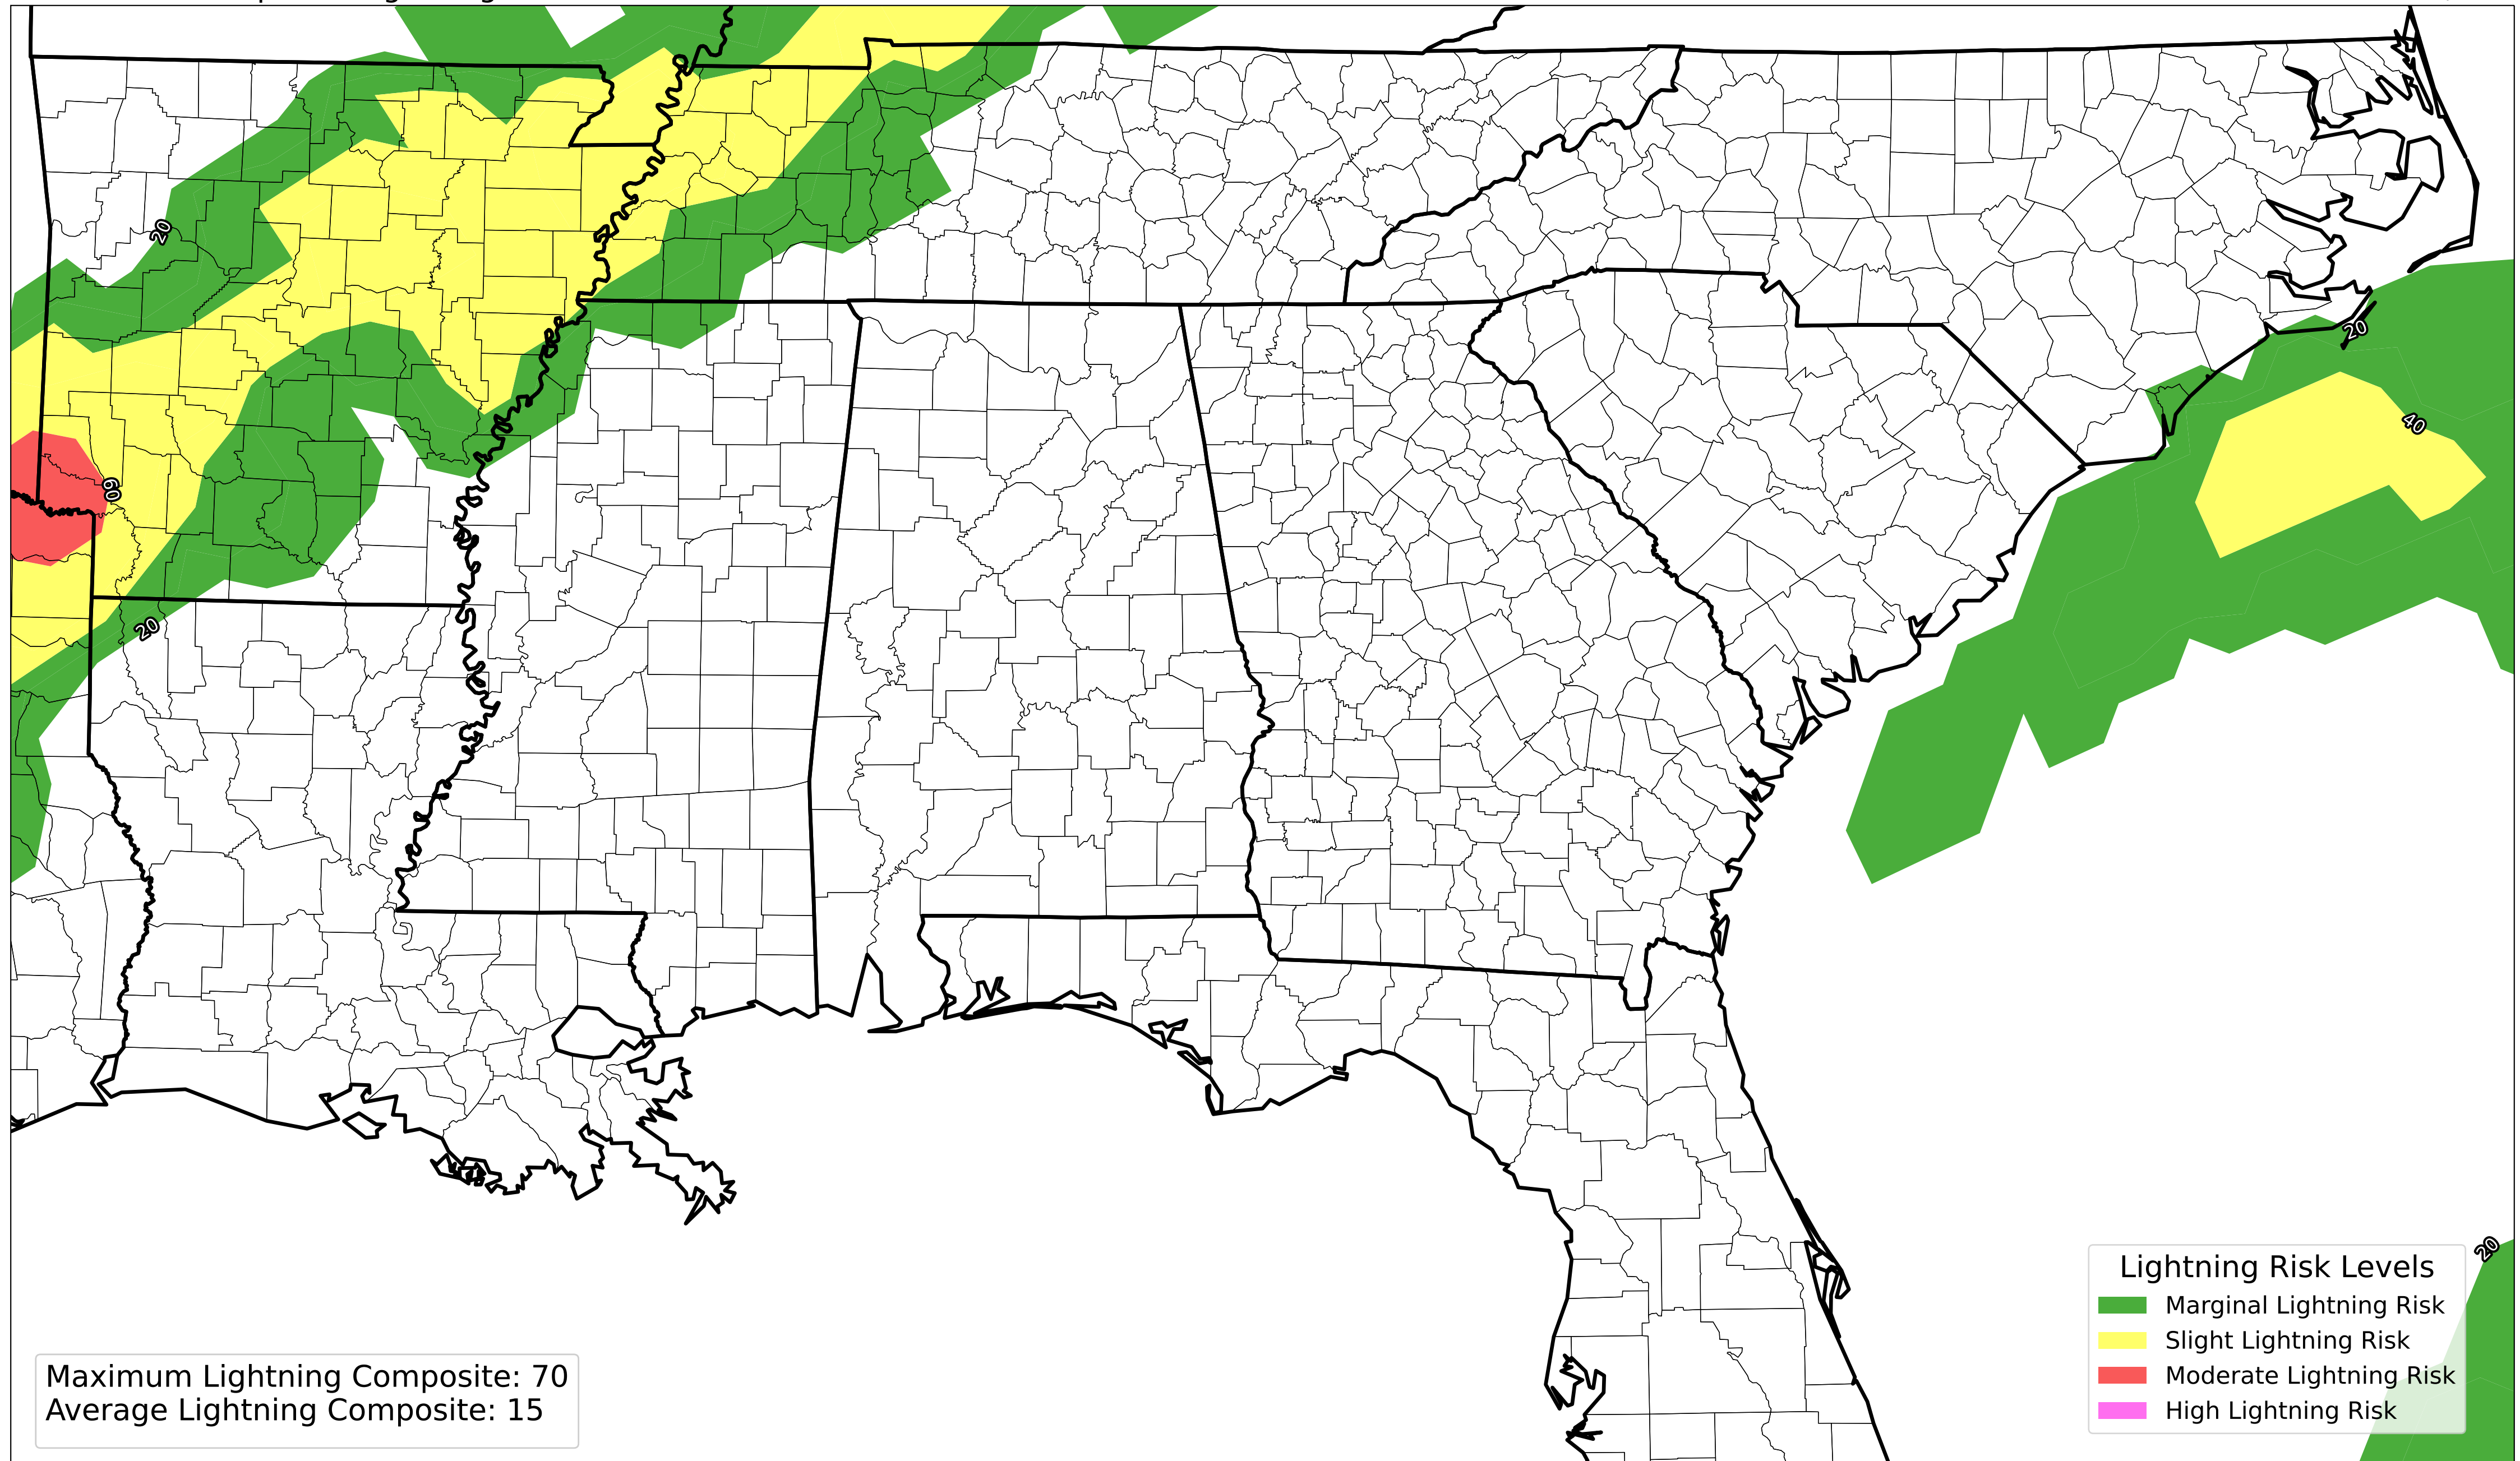 20
20
40
60
20
20
Lightning Risk Levels
Marginal Lightning Risk
Slight Lightning Risk
Moderate Lightning Risk
High Lightning Risk
Maximum Lightning Composite: 70
Average Lightning Composite: 15